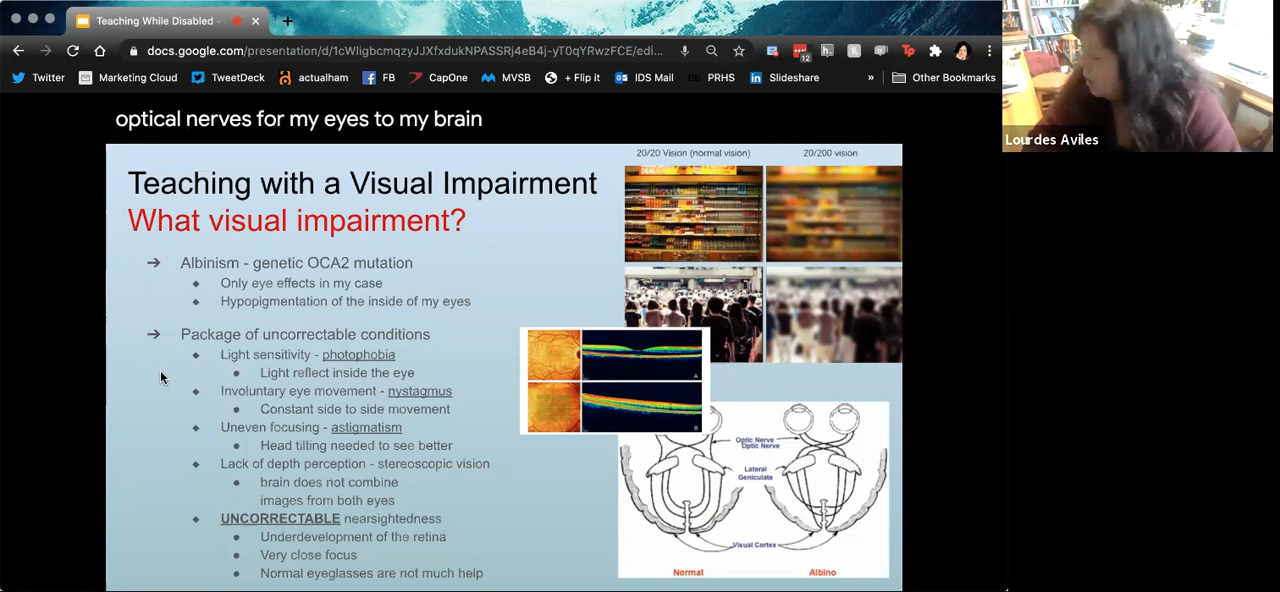 Teaching While Disabled -
docs.google.com/presentation/d/1cWligbcmqzyJJXfxdukNPASSRj4eB4j-yT0qYRwzFCE/edi...
12
Tp
Twitter
Marketing Cloud
TweetDeck
actualham
FB
CapOne
MVSB
+ Flip it
IDS Mail
Bb PRHS
in Slideshare
»
Other Bookmarks
Lourdes Aviles
optical nerves for my eyes to my brain
Teaching with a Visual Impairment
What visual impairment?
Albinism - genetic OCA2 mutation
Only eye effects in my case
Hypopigmentation of the inside of my eyes
Package of uncorrectable conditions
Light sensitivity - photophobia
Light reflect inside the eye
Involuntary eye movement - nystagmus
Constant side to side movement
Uneven focusing - astigmatism
Head tilling needed to see better
Lack of depth perception - stereoscopic vision
brain does not combine
images from both eyes
UNCORRECTABLE nearsightedness
Underdevelopment of the retina
Very close focus
Normal eyeglasses are not much help
20/20 Vision (normal vision)
20/200 vision
A
B
Optic Nerve
Optic Nerve
Lateral
Geniculate
Visual Cortex
Normal
Albino